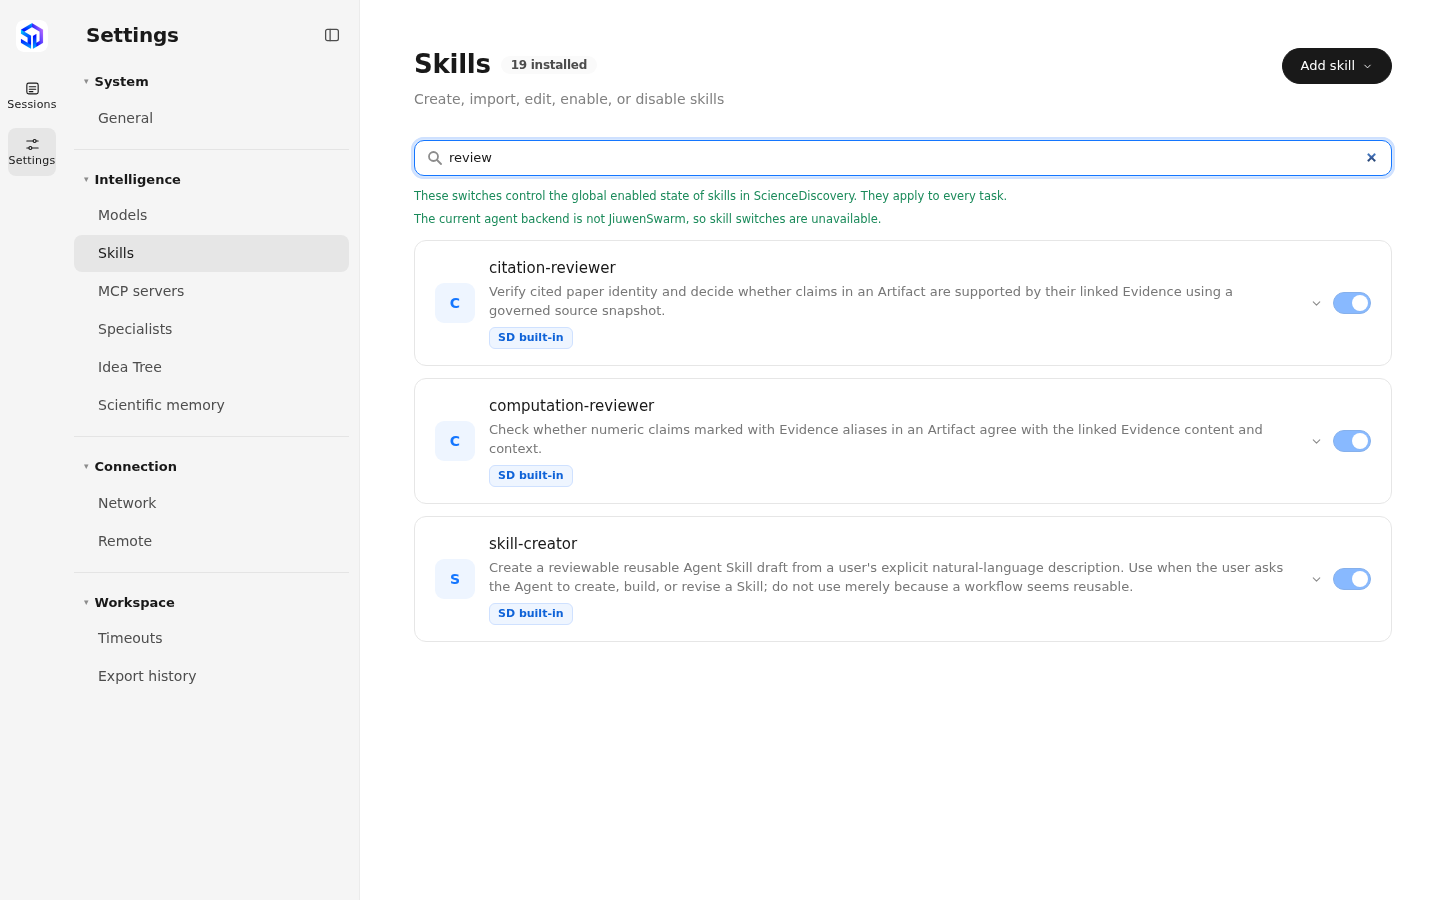 Sessions
Settings
Settings
System
General
Intelligence
Models
Skills
MCP servers
Specialists
Idea Tree
Scientific memory
Connection
Network
Remote
Workspace
Timeouts
Export history
Skills
19 installed
Add skill
Create, import, edit, enable, or disable skills
review
These switches control the global enabled state of skills in ScienceDiscovery. They apply to every task.
The current agent backend is not JiuwenSwarm, so skill switches are unavailable.
C
citation-reviewer
Verify cited paper identity and decide whether claims in an Artifact are supported by their linked Evidence using a
governed source snapshot.
SD built-in
C
computation-reviewer
Check whether numeric claims marked with Evidence aliases in an Artifact agree with the linked Evidence content and
context.
SD built-in
S
skill-creator
Create a reviewable reusable Agent Skill draft from a user's explicit natural-language description. Use when the user asks
the Agent to create, build, or revise a Skill; do not use merely because a workflow seems reusable.
SD built-in